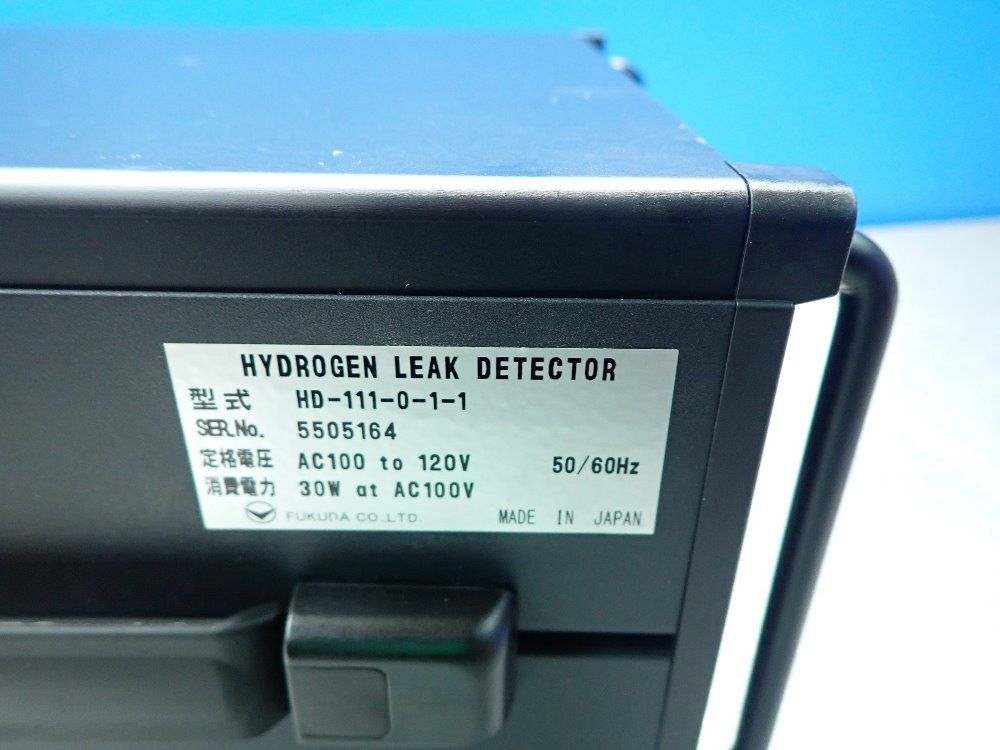 HYDROGEN LEAK DETECTOR
型式 HD-111-0-1-1
SER.No. 5505164
定格電圧 AC100 to 120V 50/60Hz
消費電力 30W at AC100V
FUKUDA CO.,LTD. MADE IN JAPAN